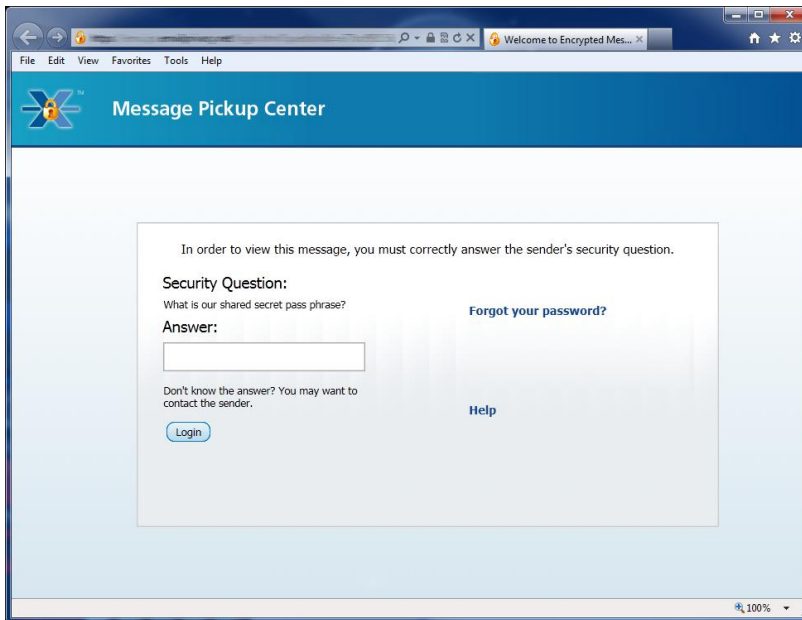 Welcome to Encrypted Mes...
File Edit View Favorites Tools Help
TM
Message Pickup Center
In order to view this message, you must correctly answer the sender's security question.
Security Question:
What is our shared secret pass phrase?
Forgot your password?
Answer:
Don't know the answer? You may want to
contact the sender.
Help
Login
100%